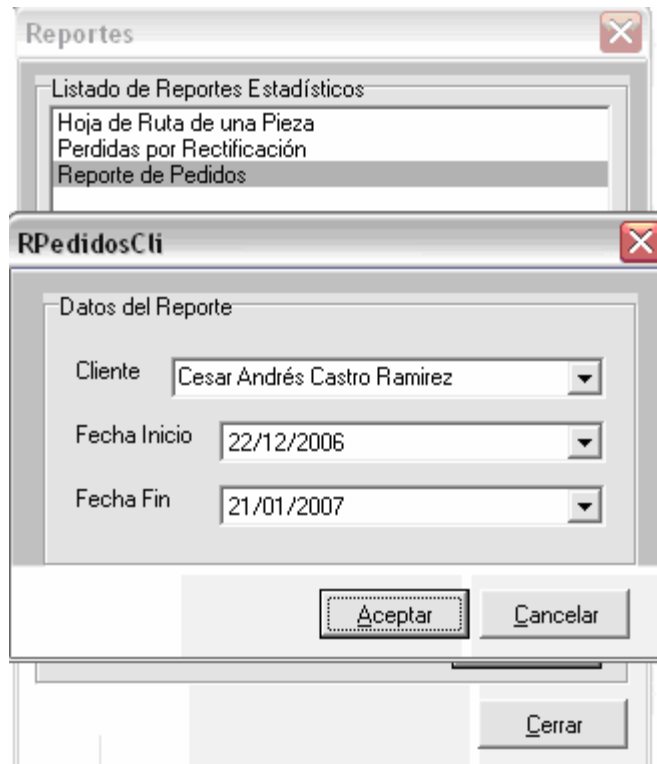 Reportes
Listado de Reportes Estadísticos
Hoja de Ruta de una Pieza
Perdidas por Rectificación
Reporte de Pedidos
RPedidosCli
Datos del Reporte
Cliente Cesar Andrés Castro Ramirez
Fecha Inicio 22/12/2006
Fecha Fin 21/01/2007
Aceptar Cancelar
Cerrar